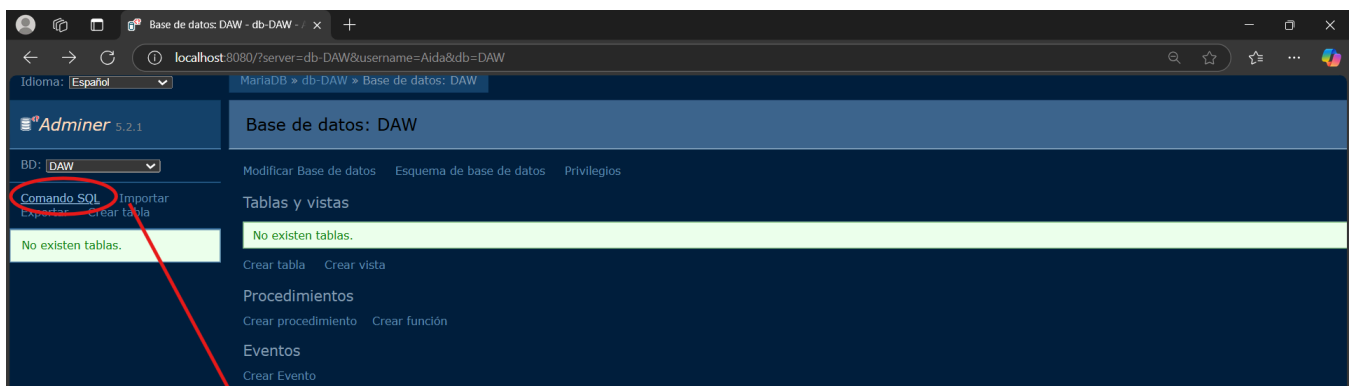 Base de datos: DAW - db-DAW - /
localhost:8080/?server=db-DAW&username=Aida&db=DAW
Idioma: Español
MariaDB » db-DAW » Base de datos: DAW
Adminer 5.2.1
Base de datos: DAW
BD: DAW
Modificar Base de datos Esquema de base de datos Privilegios
Comando SQL Importar
Exportar Crear tabla
Tablas y vistas
No existen tablas.
No existen tablas.
Crear tabla Crear vista
Procedimientos
Crear procedimiento Crear función
Eventos
Crear Evento